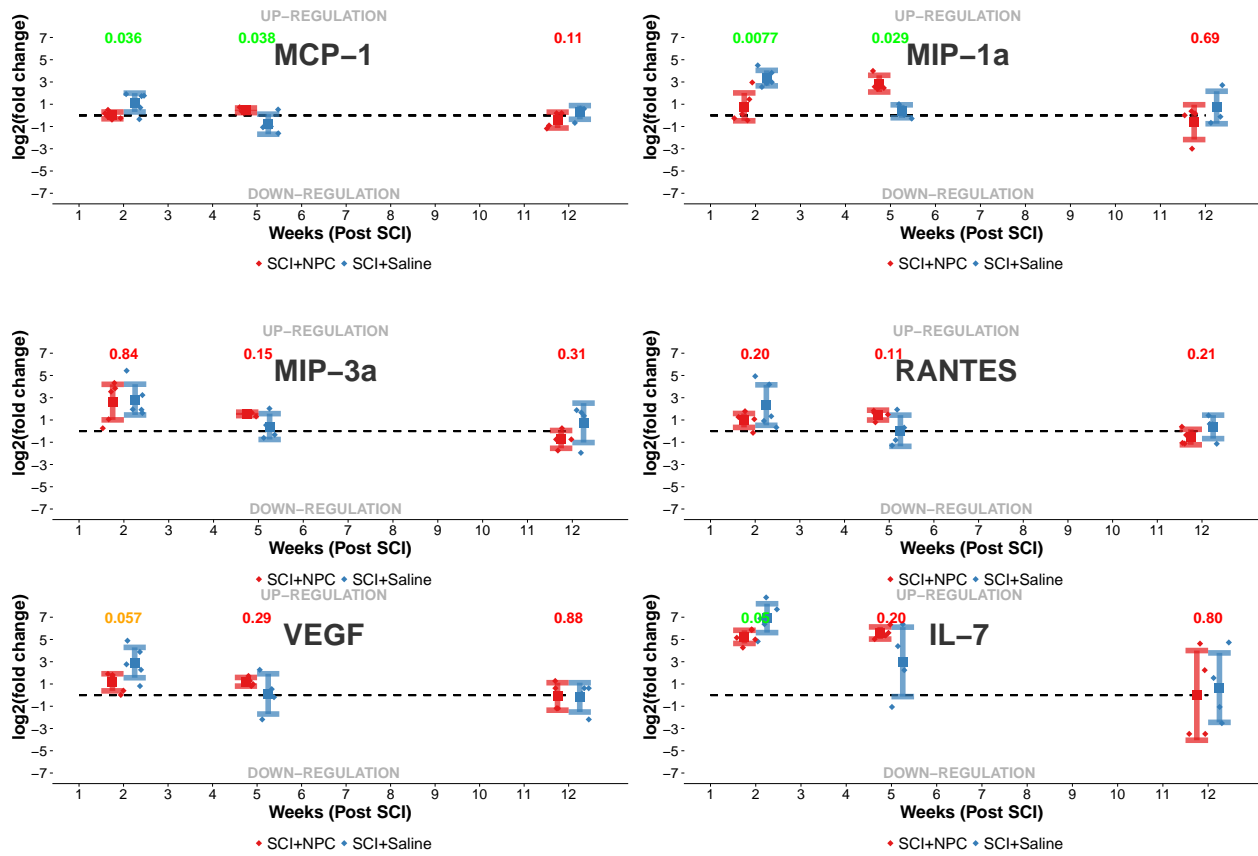 UP−REGULATION
0.036 0.038 0.11
MCP−1
log2(fold change)
7
5
3
1
−1
−3
−5
−7
DOWN−REGULATION
1 2 3 4 5 6 7 8 9 10 11 12
Weeks (Post SCI)
SCI+NPC SCI+Saline
UP−REGULATION
0.0077 0.029 0.69
MIP−1a
log2(fold change)
7
5
3
1
−1
−3
−5
−7
DOWN−REGULATION
1 2 3 4 5 6 7 8 9 10 11 12
Weeks (Post SCI)
SCI+NPC SCI+Saline
UP−REGULATION
0.84 0.15 0.31
MIP−3a
log2(fold change)
7
5
3
1
−1
−3
−5
−7
DOWN−REGULATION
1 2 3 4 5 6 7 8 9 10 11 12
Weeks (Post SCI)
SCI+NPC SCI+Saline
UP−REGULATION
0.20 0.11 0.21
RANTES
log2(fold change)
7
5
3
1
−1
−3
−5
−7
DOWN−REGULATION
1 2 3 4 5 6 7 8 9 10 11 12
Weeks (Post SCI)
SCI+NPC SCI+Saline
UP−REGULATION
0.057 0.29 0.88
VEGF
log2(fold change)
7
5
3
1
−1
−3
−5
−7
DOWN−REGULATION
1 2 3 4 5 6 7 8 9 10 11 12
Weeks (Post SCI)
SCI+NPC SCI+Saline
UP−REGULATION
0.05 0.20 0.80
IL−7
log2(fold change)
7
5
3
1
−1
−3
−5
−7
DOWN−REGULATION
1 2 3 4 5 6 7 8 9 10 11 12
Weeks (Post SCI)
SCI+NPC SCI+Saline